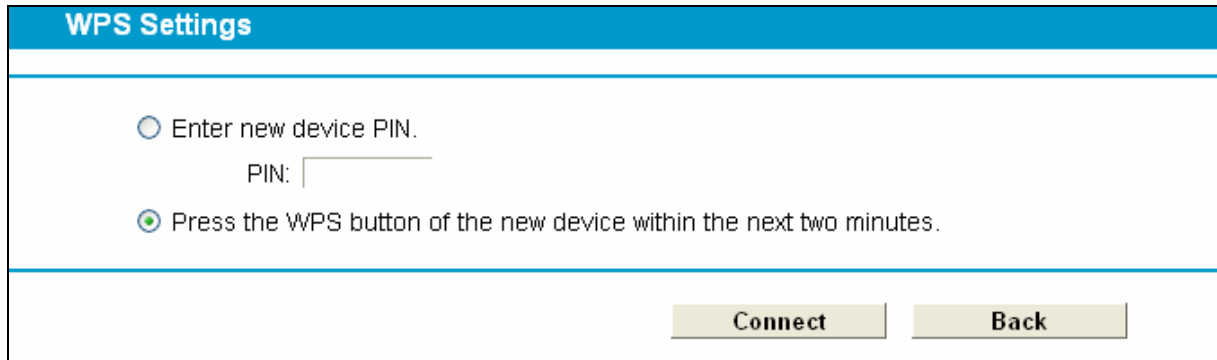 WPS Settings
Enter new device PIN.
PIN:
Press the WPS button of the new device within the next two minutes.
Connect Back